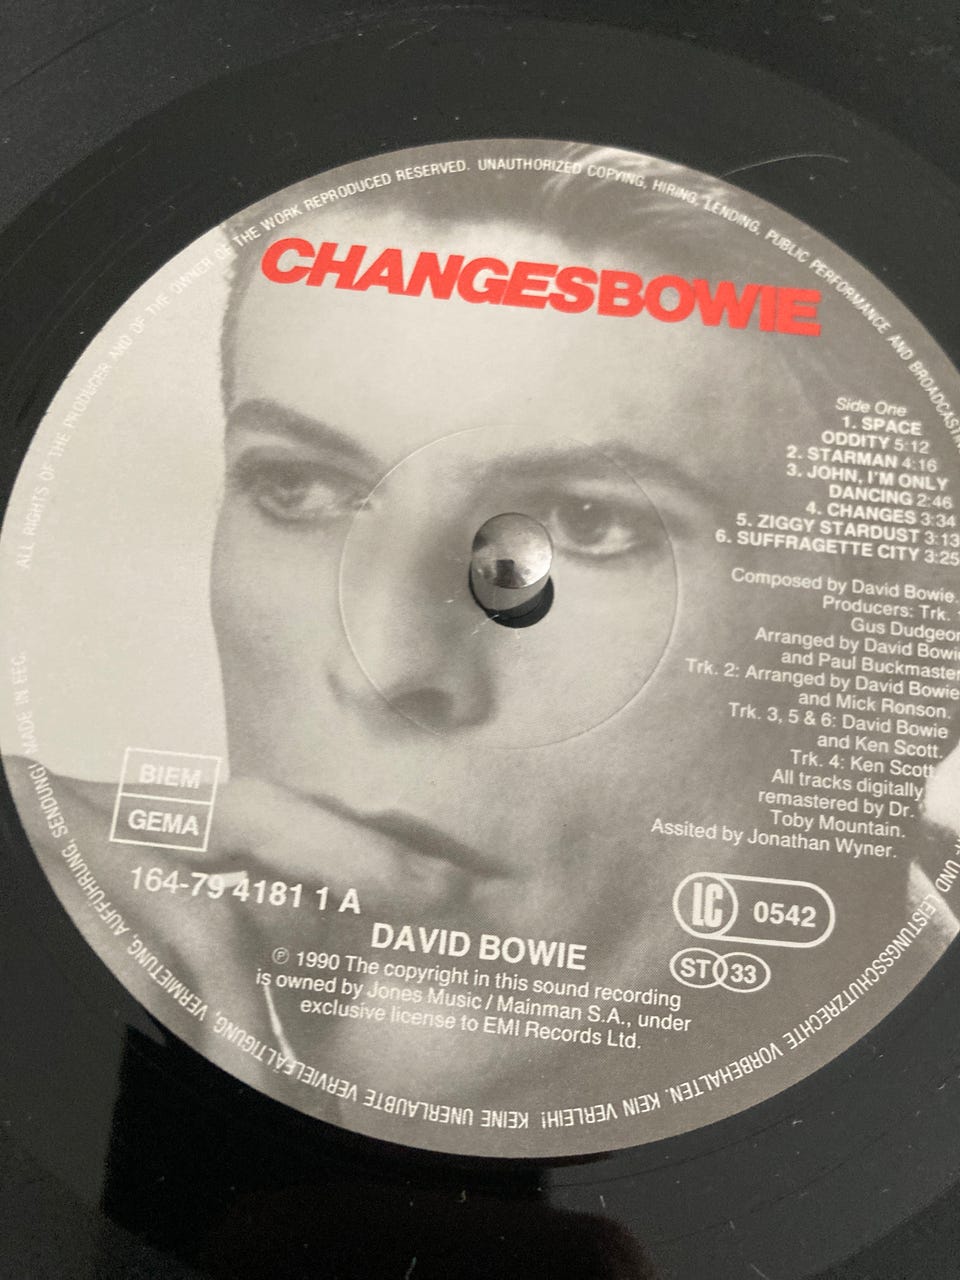 ALL RIGHTS OF THE PRODUCER AND OF THE OWNER OF THE WORK REPRODUCED RESERVED. UNAUTHORIZED COPYING, HIRING, LENDING, PUBLIC PERFORMANCE AND
CHANGESBOWIE
Side One
1. SPACE
ODDITY 5:12
2. STARMAN 4:16
3. JOHN, I'M ONLY
DANCING 2:46
4. CHANGES 3:34
5. ZIGGY STARDUST 3:13
6. SUFFRAGETTE CITY 3:25
Composed by David Bowie.
Producers: Trk.
Gus
Arranged by David
and Paul
Trk. 2: Arranged by David Bowie
and Mick Ronson.
Trk. 3, 5 & 6: David Bowie
and Ken Scott.
Trk. 4: Ken Scott
All tracks digitally
remastered by Dr.
Toby Mountain.
Assited by Jonathan Wyner.
BIEM
GEMA
164-79 4181 1 A
LC 0542
ST 33
DAVID BOWIE
℗ 1990 The copyright in this sound recording
is owned by Jones Music / Mainman S.A., under
exclusive license to EMI Records Ltd.
UND LEISTUNGSSCHUTZRECHTE VORBEHALTEN. KEIN VERLEIH! KEINE UNERLAUBTE VERVIELFÄLTIGUNG, VERMIETUNG, AUFFÜHRUNG, SENDUNG! MADE IN EEC.